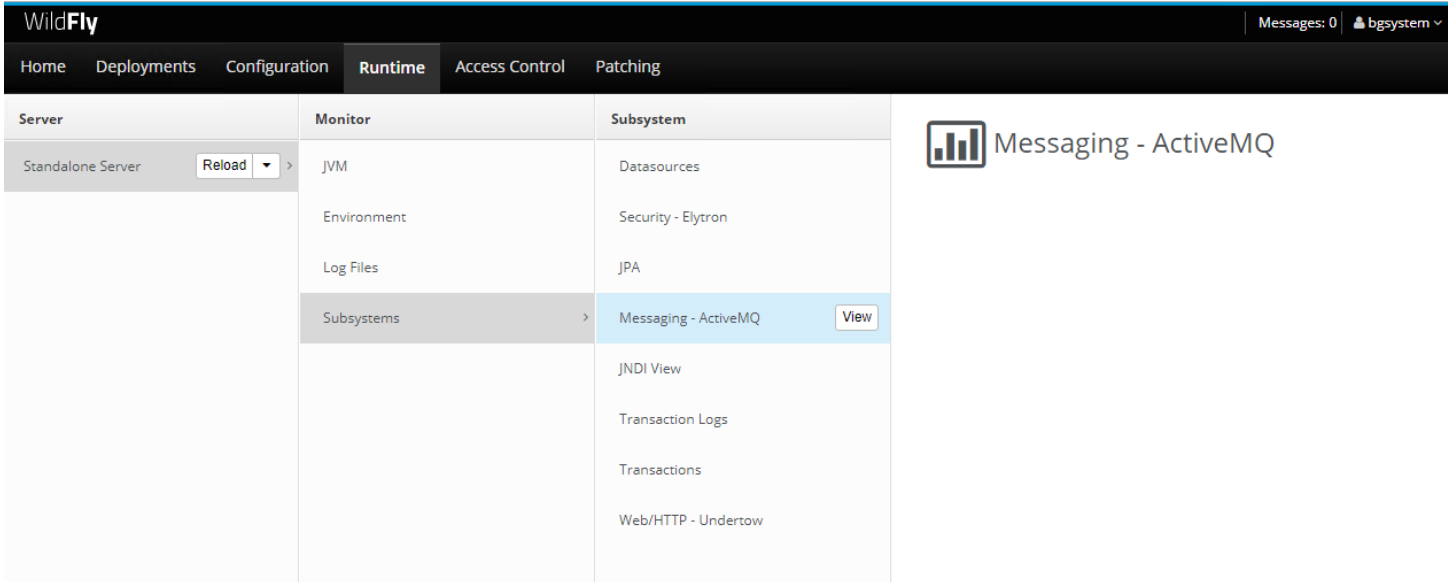 WildFly
Messages: 0 bgsystem
Home Deployments Configuration Runtime Access Control Patching
Server
Standalone Server Reload
Monitor
JVM
Environment
Log Files
Subsystems
Subsystem
Datasources
Security - Elytron
JPA
Messaging - ActiveMQ View
JNDI View
Transaction Logs
Transactions
Web/HTTP - Undertow
Messaging - ActiveMQ